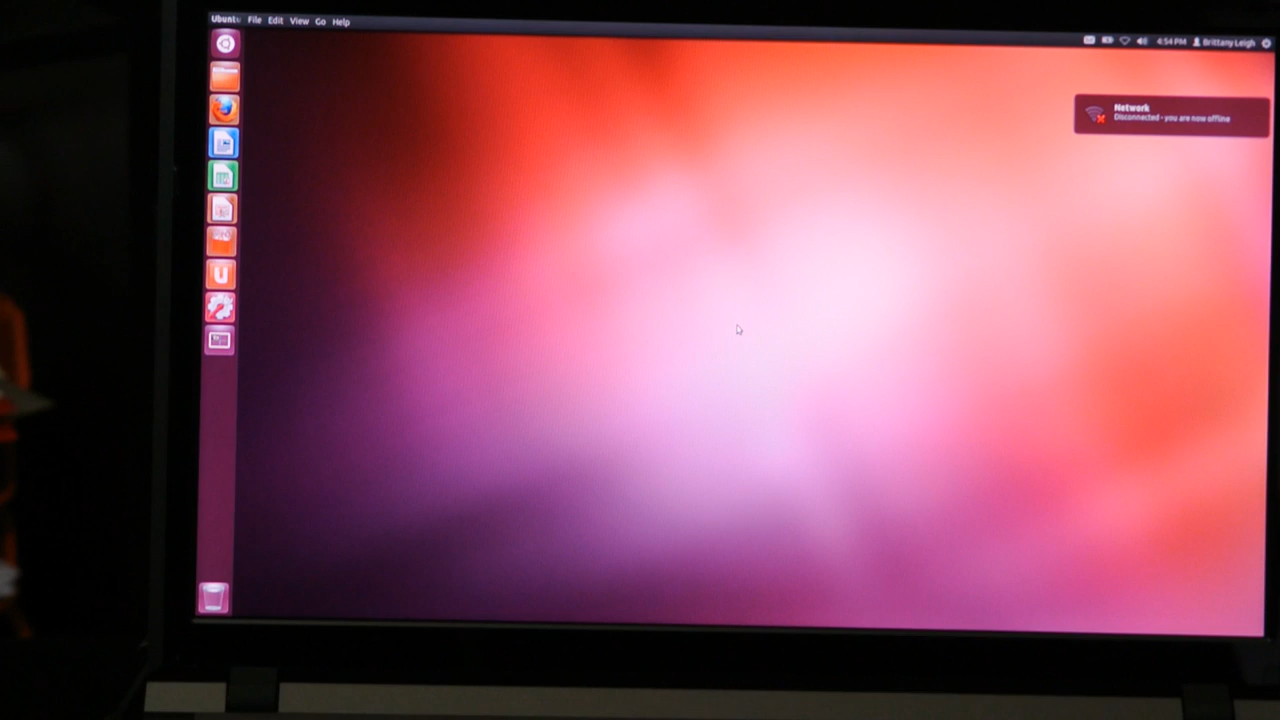 Ubuntu File Edit View Go Help
4:54 PM Brittany Leigh
Network
Disconnected - you are now offline
U